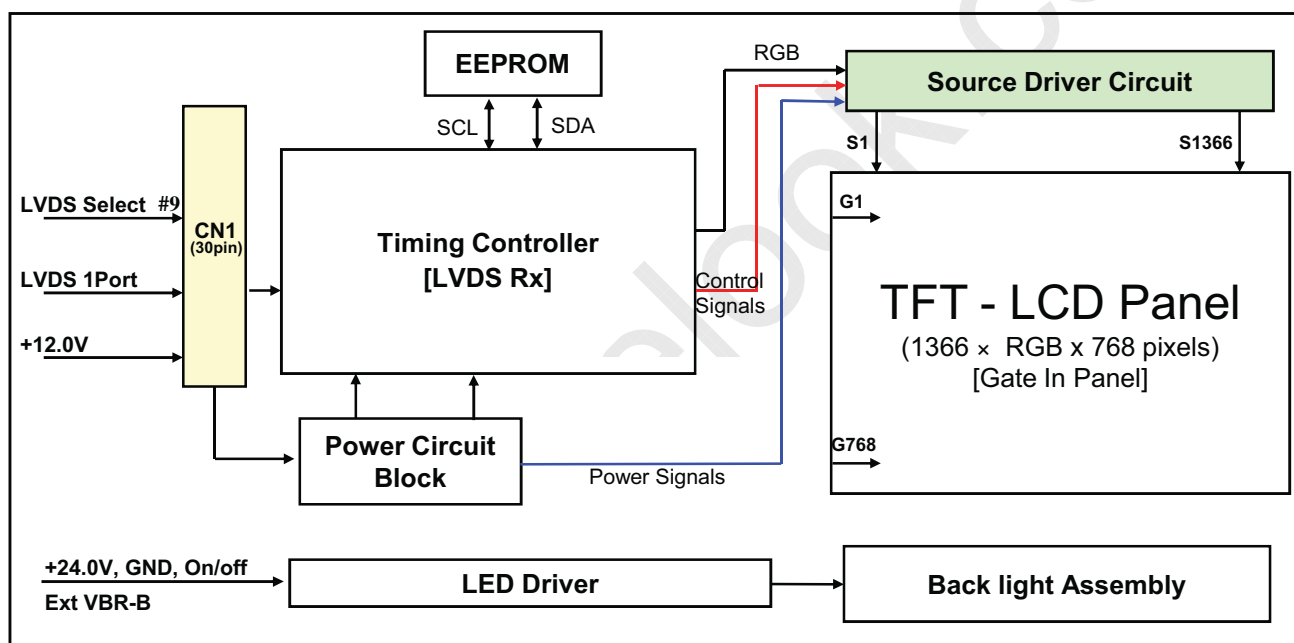 EEPROM
SCL
SDA
RGB
Source Driver Circuit
S1
S1366
LVDS Select #9
CN1
(30pin)
LVDS 1Port
+12.0V
Timing Controller
[LVDS Rx]
Control
Signals
G1
TFT - LCD Panel
(1366 × RGB x 768 pixels)
[Gate In Panel]
G768
Power Circuit
Block
Power Signals
+24.0V, GND, On/off
Ext VBR-B
LED Driver
Back light Assembly